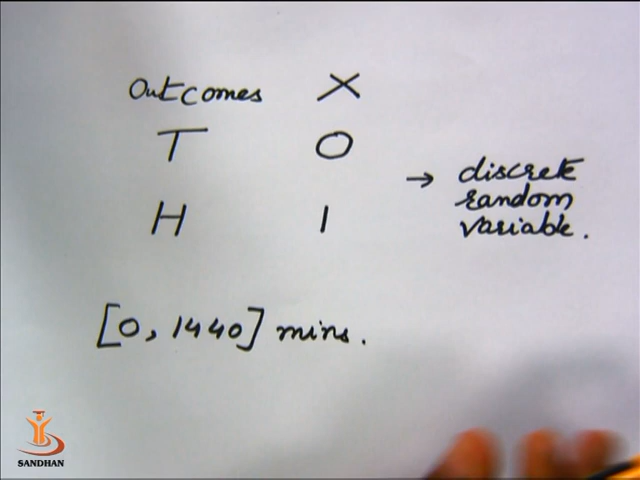 Outcomes X
T 0
H 1
→ discrete
random
variable.
[0, 1440] mins.
SANDHAN